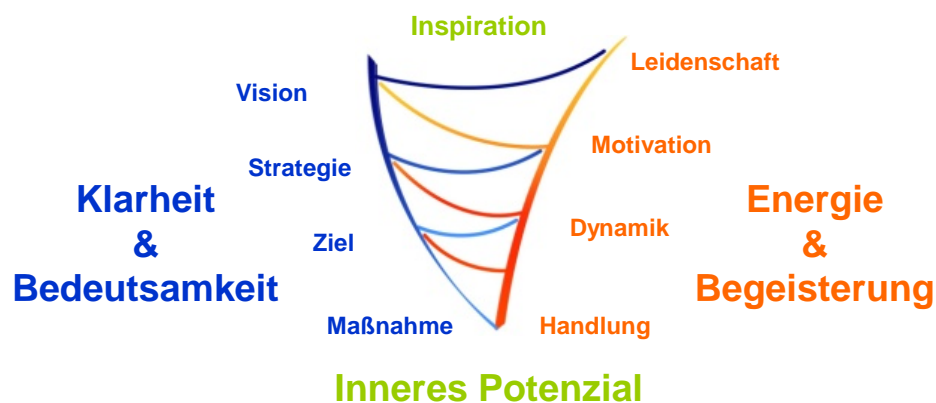 Inspiration
Leidenschaft
Vision
Motivation
Strategie
Klarheit
&
Bedeutsamkeit
Energie
&
Begeisterung
Ziel
Dynamik
Maßnahme
Handlung
Inneres Potenzial